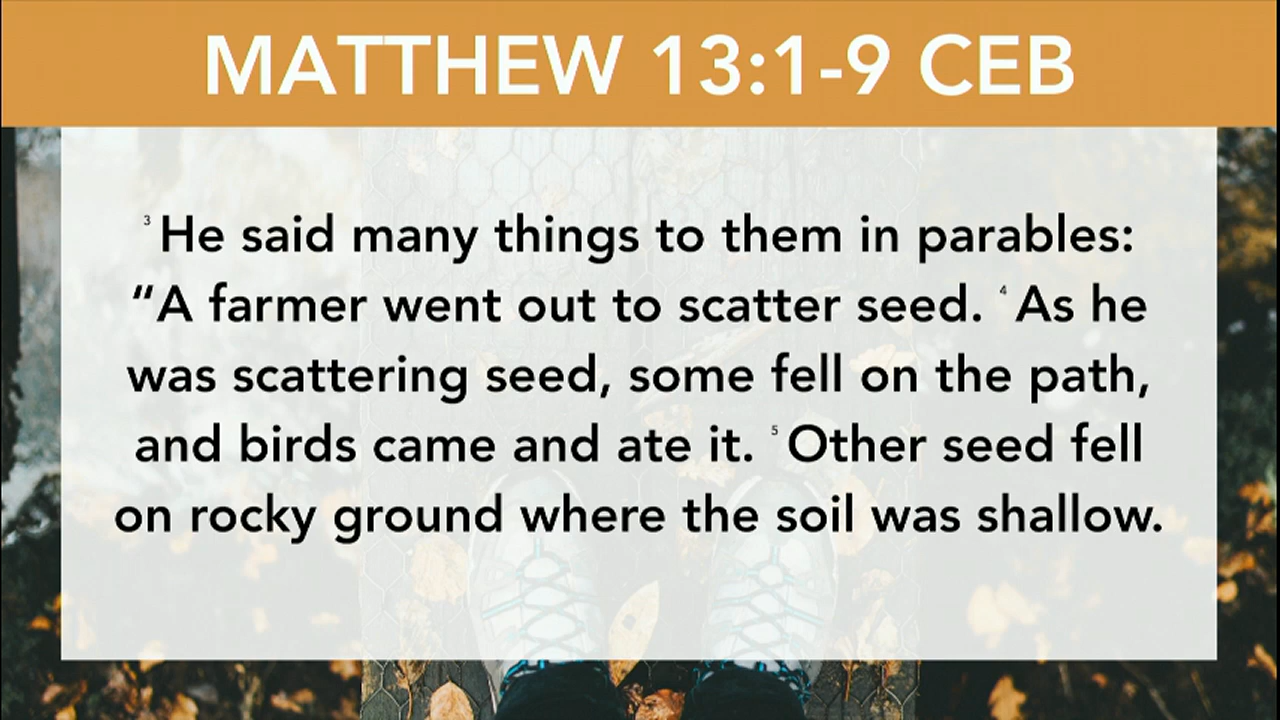 MATTHEW 13:1-9 CEB
3 He said many things to them in parables:
“A farmer went out to scatter seed. 4 As he
was scattering seed, some fell on the path,
and birds came and ate it. 5 Other seed fell
on rocky ground where the soil was shallow.